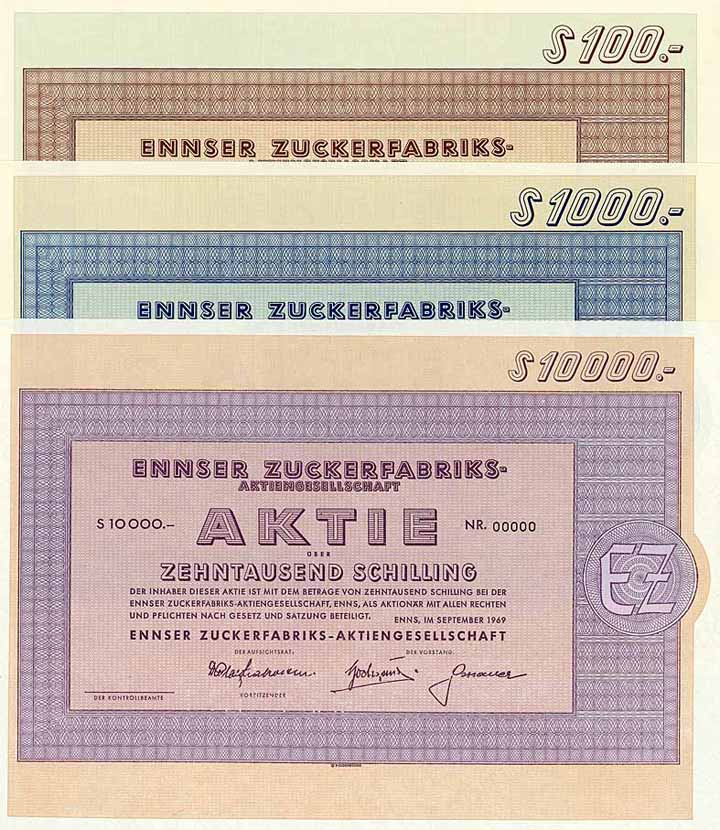 S 100.-
ENNSER ZUCKERFABRIKS-
S 1000.-
ENNSER ZUCKERFABRIKS-
S 10000.-
ENNSER ZUCKERFABRIKS-
AKTIENGESELLSCHAFT
S 10 000.— AKTIE NR. 00000
ÜBER
ZEHNTAUSEND SCHILLING
DER INHABER DIESER AKTIE IST MIT DEM BETRAGE VON ZEHNTAUSEND SCHILLING BEI DER
ENNSER ZUCKERFABRIKS-AKTIENGESELLSCHAFT, ENNS, ALS AKTIONÄR MIT ALLEN RECHTEN
UND PFLICHTEN NACH GESETZ UND SATZUNG BETEILIGT. ENNS, IM SEPTEMBER 1969
ENNSER ZUCKERFABRIKS-AKTIENGESELLSCHAFT
DER AUFSICHTSRAT: DER VORSTAND:
DER KONTROLLBEAMTE VORSITZENDER
EZ